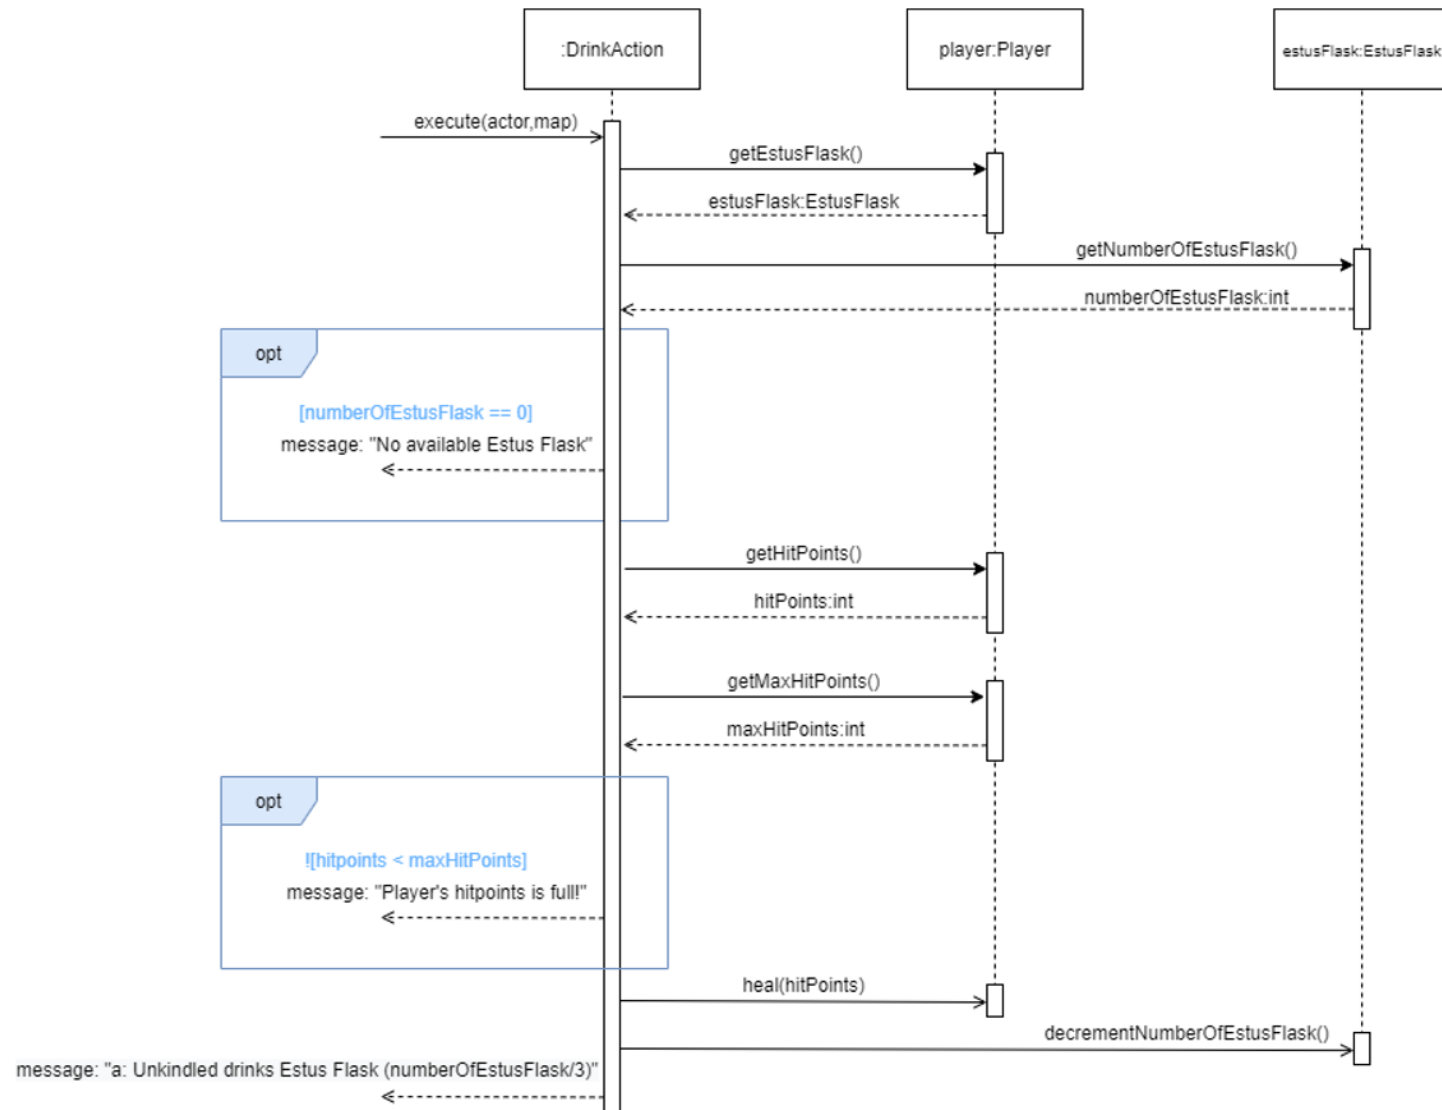 :DrinkAction
player:Player
estusFlask:EstusFlask
execute(actor,map)
getEstusFlask()
estusFlask:EstusFlask
getNumberOfEstusFlask()
numberOfEstusFlask:int
opt
[numberOfEstusFlask == 0]
message: "No available Estus Flask"
getHitPoints()
hitPoints:int
getMaxHitPoints()
maxHitPoints:int
opt
![hitpoints < maxHitPoints]
message: "Player's hitpoints is full!"
heal(hitPoints)
decrementNumberOfEstusFlask()
message: "a: Unkindled drinks Estus Flask (numberOfEstusFlask/3)"